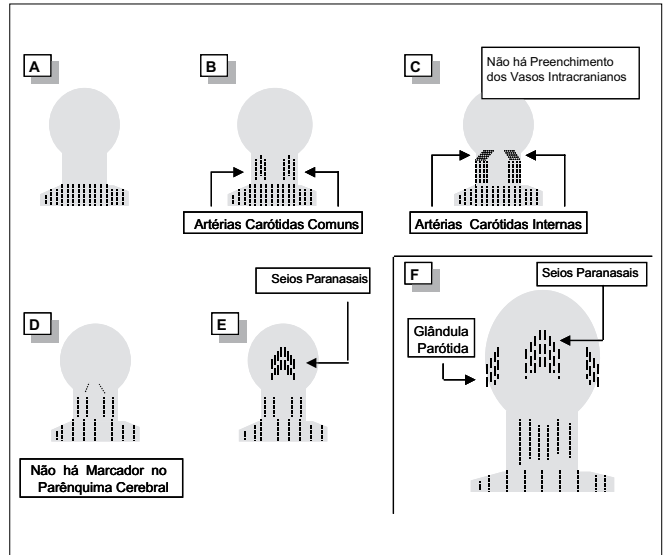 A
B
C
Não há Preenchimento
dos Vasos Intracranianos
Artérias Carótidas Comuns
Artérias Carótidas Internas
D
E
Seios Paranasais
F
Seios Paranasais
Glândula
Parótida
Não há Marcador no
Parênquima Cerebral